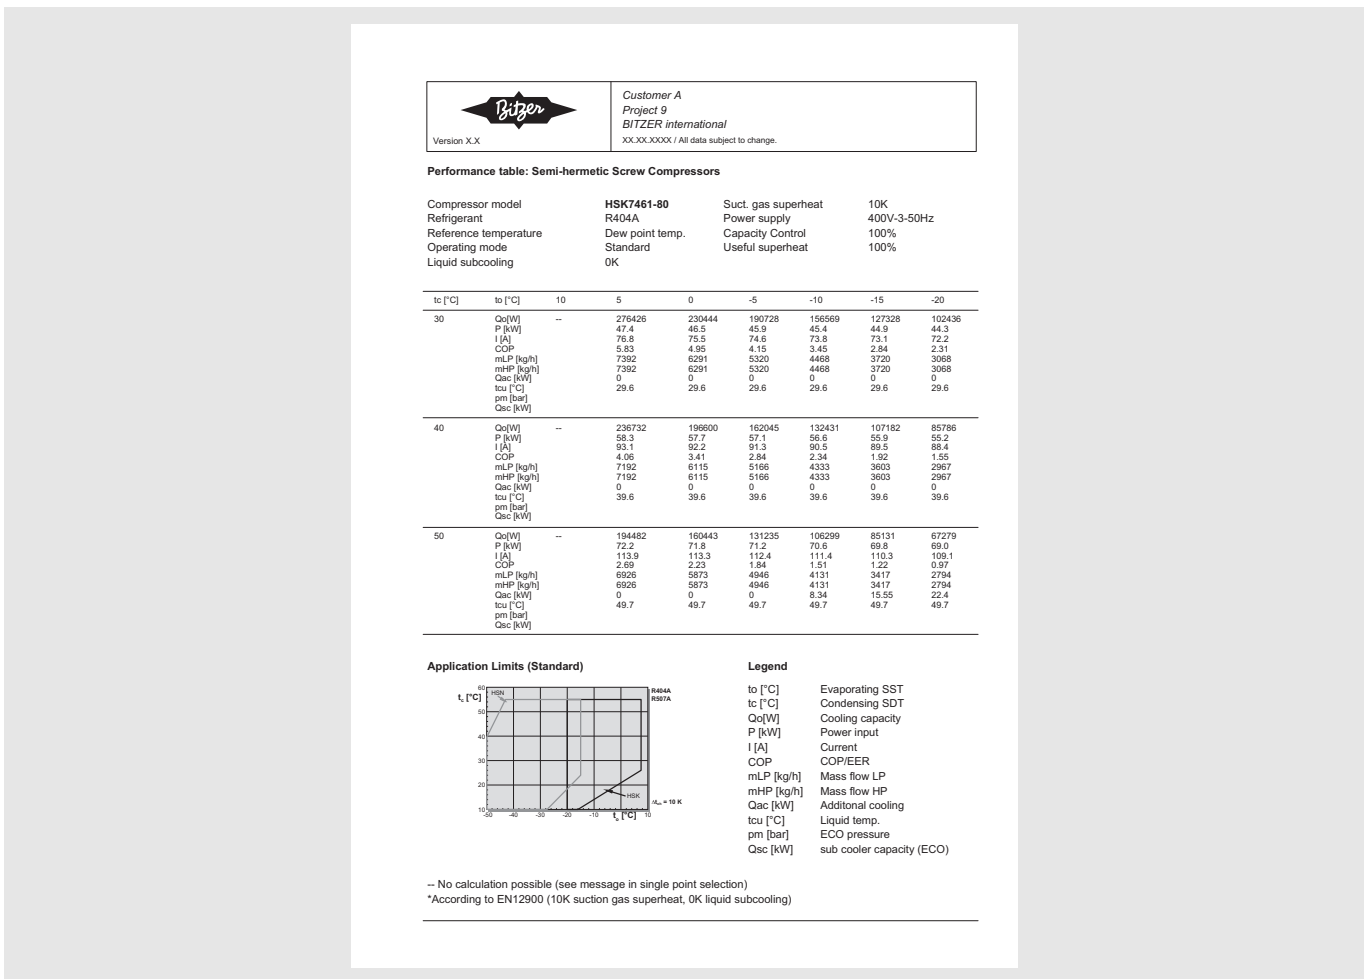 Bitzer
Version X.X
Customer A
Project 9
BITZER international
XX.XX.XXXX / All data subject to change.
Performance table: Semi-hermetic Screw Compressors
Compressor model HSK7461-80 Suct. gas superheat 10K
Refrigerant R404A Power supply 400V-3-50Hz
Reference temperature Dew point temp. Capacity Control 100%
Operating mode Standard Useful superheat 100%
Liquid subcooling 0K
tc [°C] to [°C] 10 5 0 -5 -10 -15 -20
30 Qo[W] -- 276426 230444 190728 156569 127328 102436
P [kW] 47.4 46.5 45.9 45.4 44.9 44.3
I [A] 76.8 75.5 74.6 73.8 73.1 72.2
COP 5.83 4.95 4.15 3.45 2.84 2.31
mLP [kg/h] 7392 6291 5320 4468 3720 3068
mHP [kg/h] 7392 6291 5320 4468 3720 3068
Qac [kW] 0 0 0 0 0 0
tcu [°C] 29.6 29.6 29.6 29.6 29.6 29.6
pm [bar]
Qsc [kW]
40 Qo[W] -- 236732 196600 162045 132431 107182 85786
P [kW] 58.3 57.7 57.1 56.6 55.9 55.2
I [A] 93.1 92.2 91.3 90.5 89.5 88.4
COP 4.06 3.41 2.84 2.34 1.92 1.55
mLP [kg/h] 7192 6115 5166 4333 3603 2967
mHP [kg/h] 7192 6115 5166 4333 3603 2967
Qac [kW] 0 0 0 0 0 0
tcu [°C] 39.6 39.6 39.6 39.6 39.6 39.6
pm [bar]
Qsc [kW]
50 Qo[W] -- 194482 160443 131235 106299 85131 67279
P [kW] 72.2 71.8 71.2 70.6 69.8 69.0
I [A] 113.9 113.3 112.4 111.4 110.3 109.1
COP 2.69 2.23 1.84 1.51 1.22 0.97
mLP [kg/h] 6926 5873 4946 4131 3417 2794
mHP [kg/h] 6926 5873 4946 4131 3417 2794
Qac [kW] 0 0 0 8.34 15.55 22.4
tcu [°C] 49.7 49.7 49.7 49.7 49.7 49.7
pm [bar]
Qsc [kW]
Application Limits (Standard)
tc [°C]
60
50
40
30
20
10
HSN
R404A
R507A
HSK
= 10 K
-50 -40 -30 -20 -10 to [°C] 10
Legend
to [°C] Evaporating SST
tc [°C] Condensing SDT
Qo[W] Cooling capacity
P [kW] Power input
I [A] Current
COP COP/EER
mLP [kg/h] Mass flow LP
mHP [kg/h] Mass flow HP
Qac [kW] Additonal cooling
tcu [°C] Liquid temp.
pm [bar] ECO pressure
Qsc [kW] sub cooler capacity (ECO)
-- No calculation possible (see message in single point selection)
*According to EN12900 (10K suction gas superheat, 0K liquid subcooling)